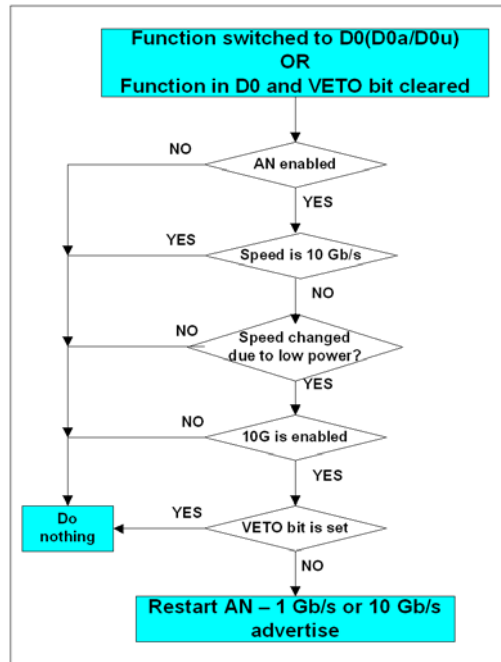 Function switched to D0(D0a/D0u)
OR
Function in D0 and VETO bit cleared
NO
AN enabled
YES
YES
Speed is 10 Gb/s
NO
NO
Speed changed
due to low power?
YES
NO
10G is enabled
YES
Do
nothing
YES
VETO bit is set
NO
Restart AN – 1 Gb/s or 10 Gb/s
advertise